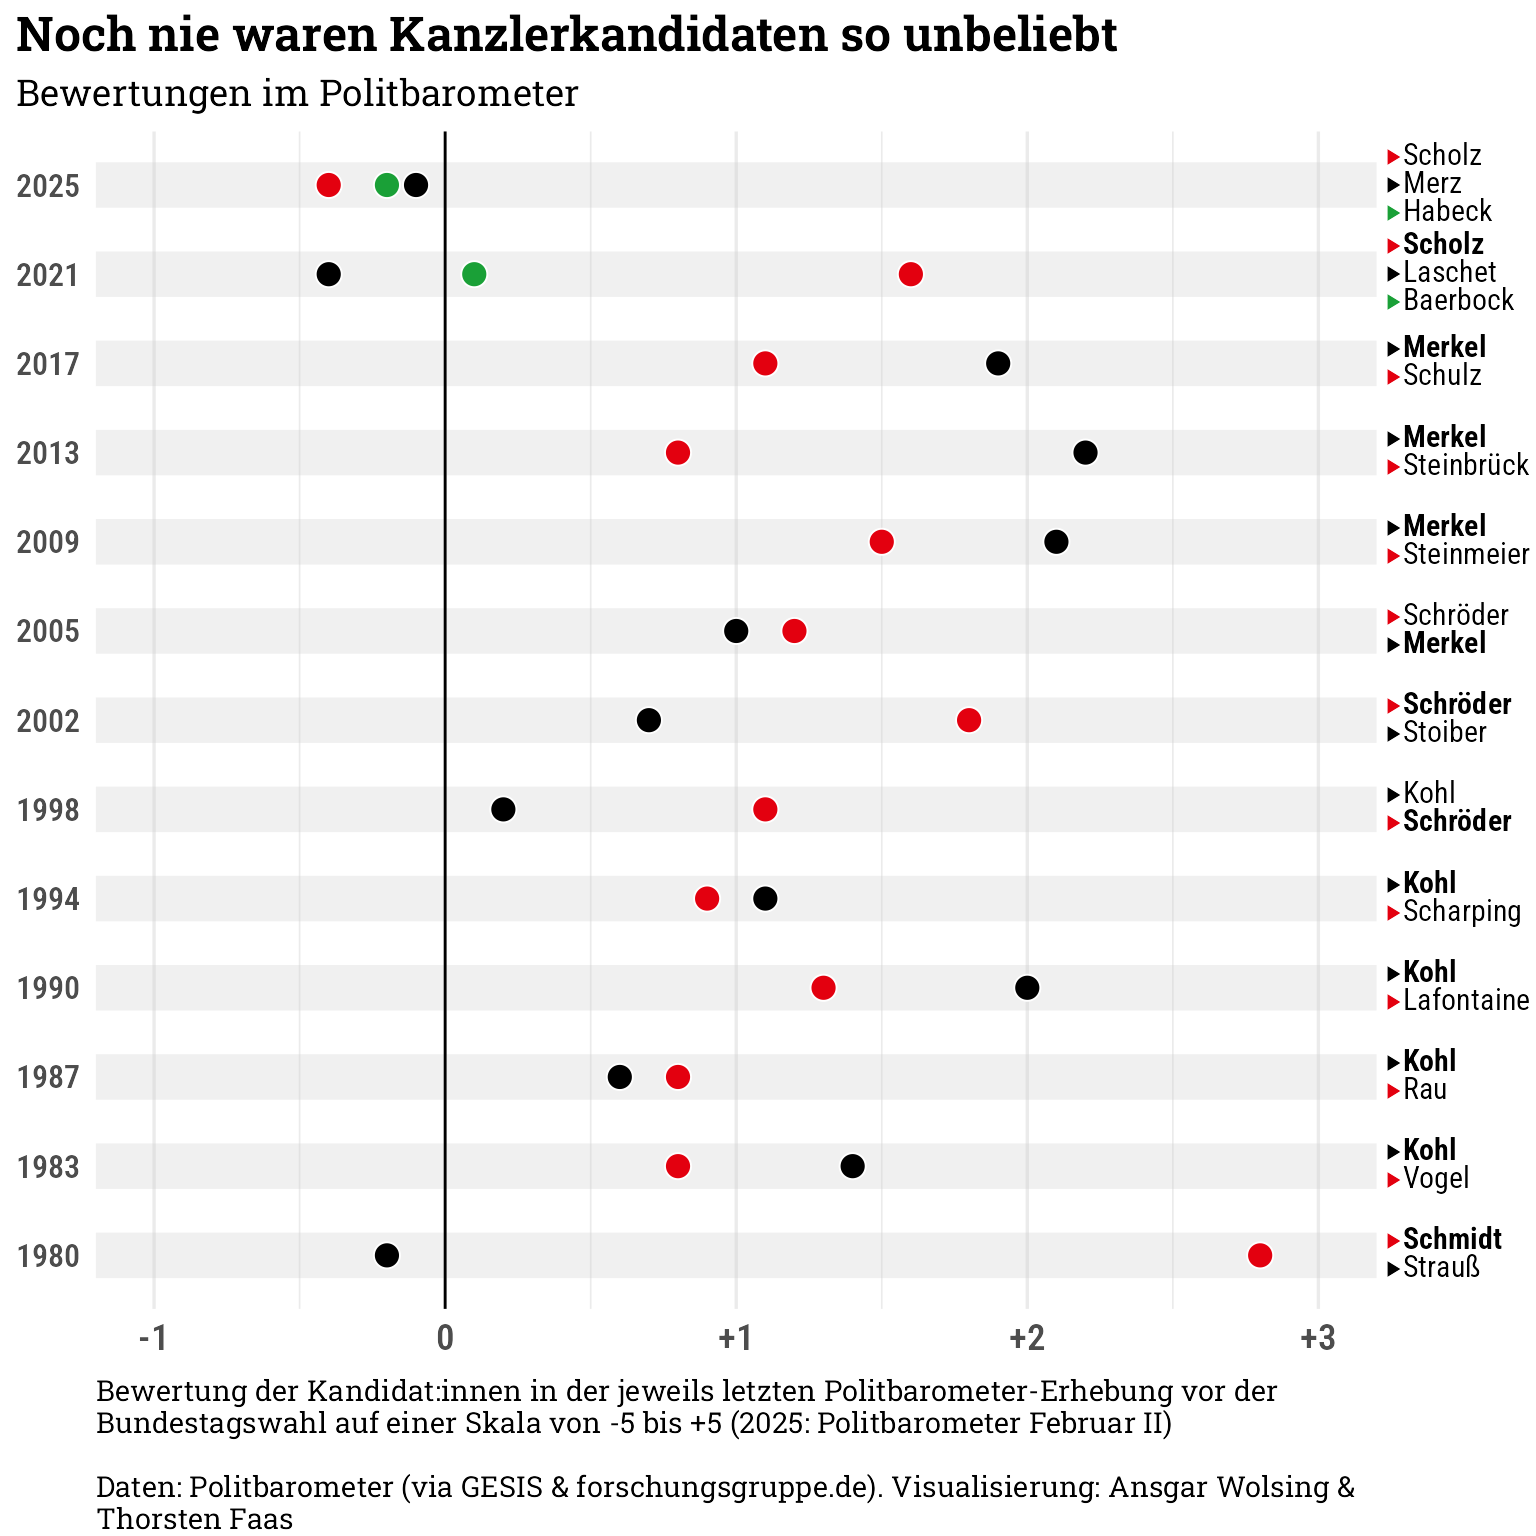 Noch nie waren Kanzlerkandidaten so unbeliebt
Bewertungen im Politbarometer
2025
Scholz
Merz
Habeck
2021
Scholz
Laschet
Baerbock
2017
Merkel
Schulz
2013
Merkel
Steinbrück
2009
Merkel
Steinmeier
2005
Schröder
Merkel
2002
Schröder
Stoiber
1998
Kohl
Schröder
1994
Kohl
Scharping
1990
Kohl
Lafontaine
1987
Kohl
Rau
1983
Kohl
Vogel
1980
Schmidt
Strauß
-1 0 +1 +2 +3
Bewertung der Kandidat:innen in der jeweils letzten Politbarometer-Erhebung vor der
Bundestagswahl auf einer Skala von -5 bis +5 (2025: Politbarometer Februar II)
Daten: Politbarometer (via GESIS & forschungsgruppe.de). Visualisierung: Ansgar Wolsing &
Thorsten Faas